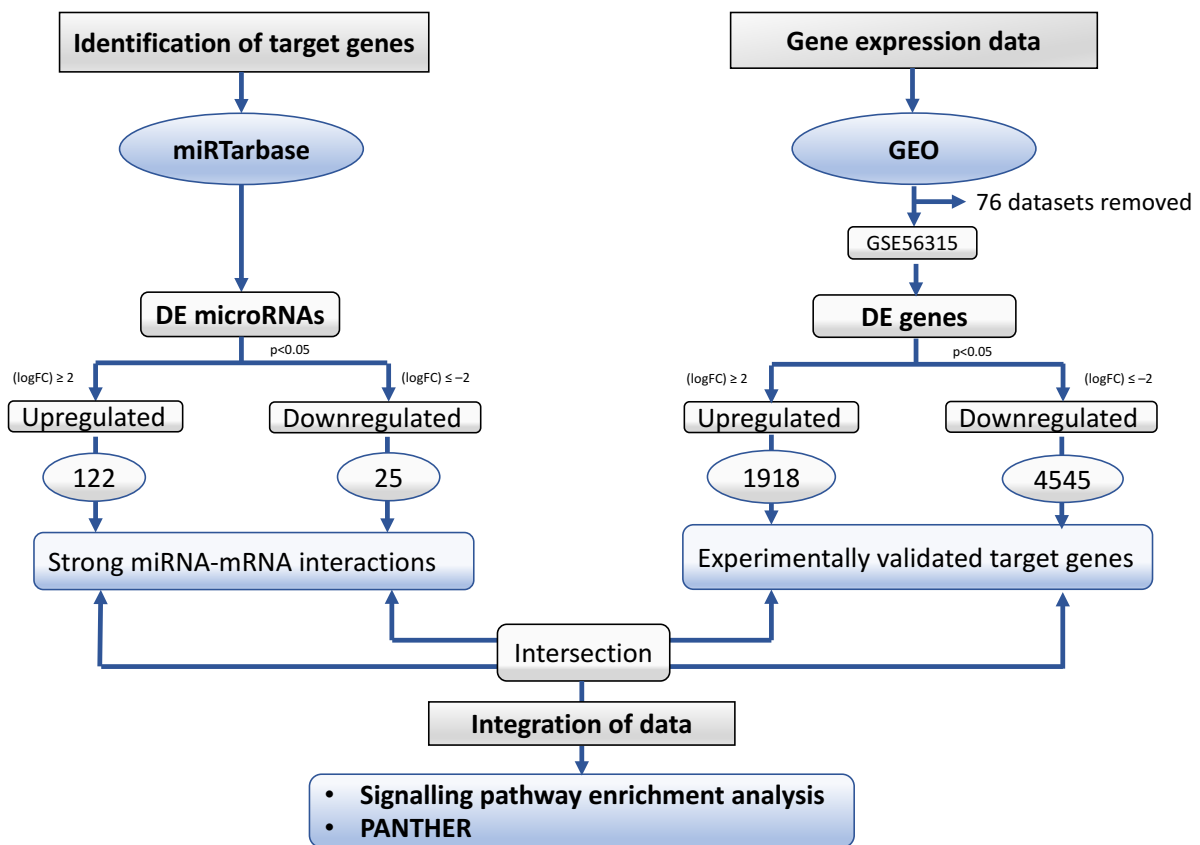 Identification of target genes
miRTarbase
DE microRNAs
p<0.05
(logFC) ≥ 2
(logFC) ≤ –2
Upregulated
Downregulated
122
25
Strong miRNA-mRNA interactions
Gene expression data
GEO
76 datasets removed
GSE56315
DE genes
p<0.05
(logFC) ≥ 2
(logFC) ≤ –2
Upregulated
Downregulated
1918
4545
Experimentally validated target genes
Intersection
Integration of data
• Signalling pathway enrichment analysis
• PANTHER